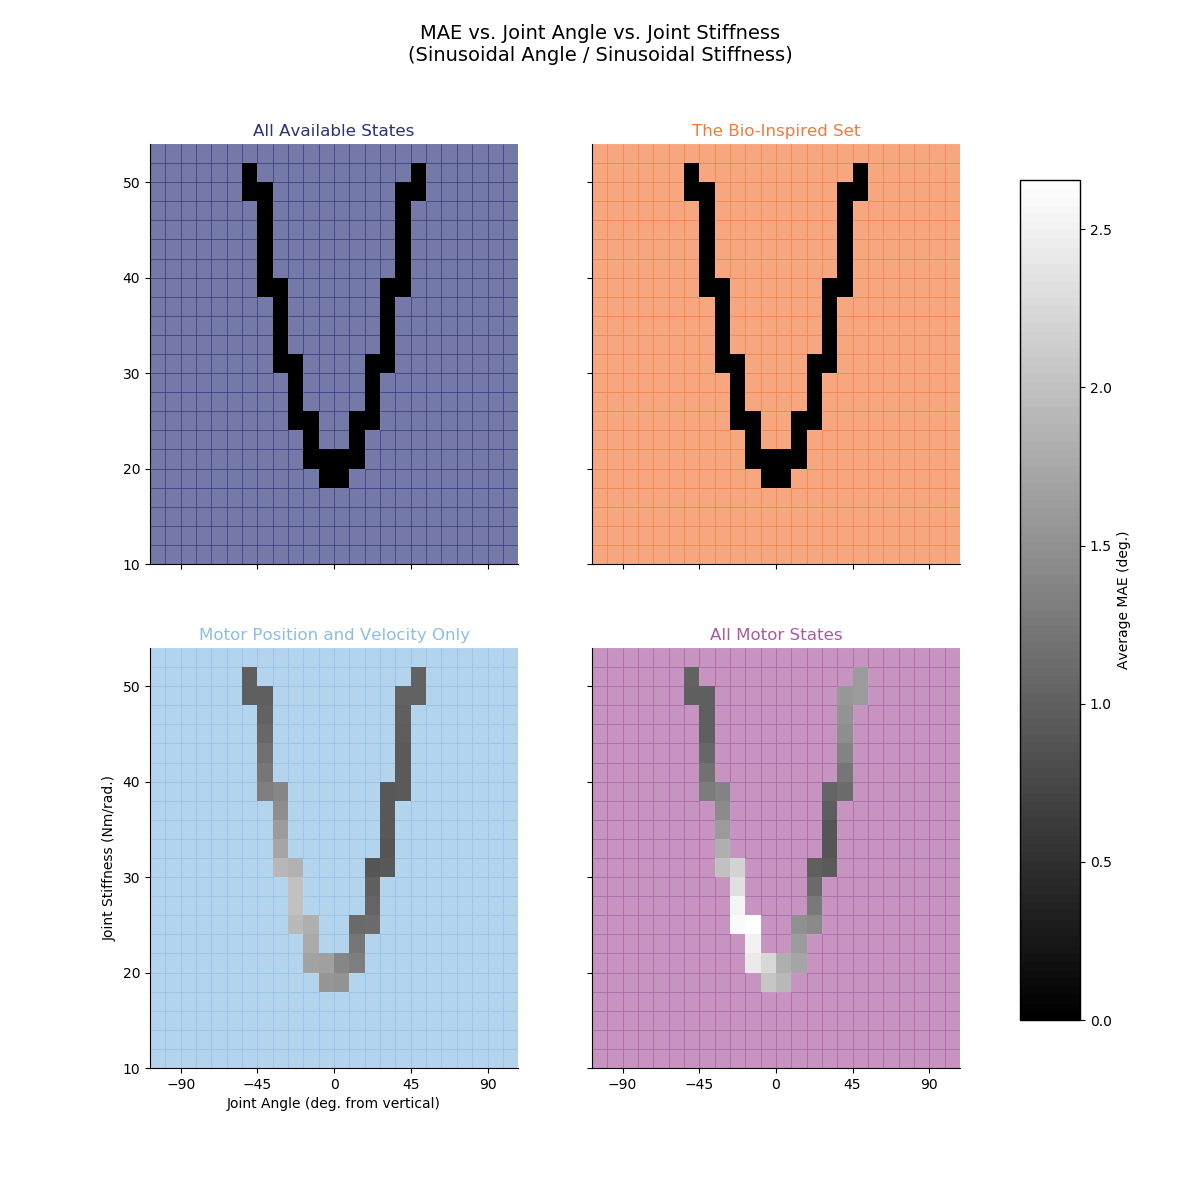 MAE vs. Joint Angle vs. Joint Stiffness
(Sinusoidal Angle / Sinusoidal Stiffness)
All Available States
The Bio-Inspired Set
50
40
30
20
10
2.5
2.0
1.5
1.0
0.5
0.0
Average MAE (deg.)
Motor Position and Velocity Only
All Motor States
50
40
30
20
10
Joint Stiffness (Nm/rad.)
−90 −45 0 45 90
Joint Angle (deg. from vertical)
−90 −45 0 45 90